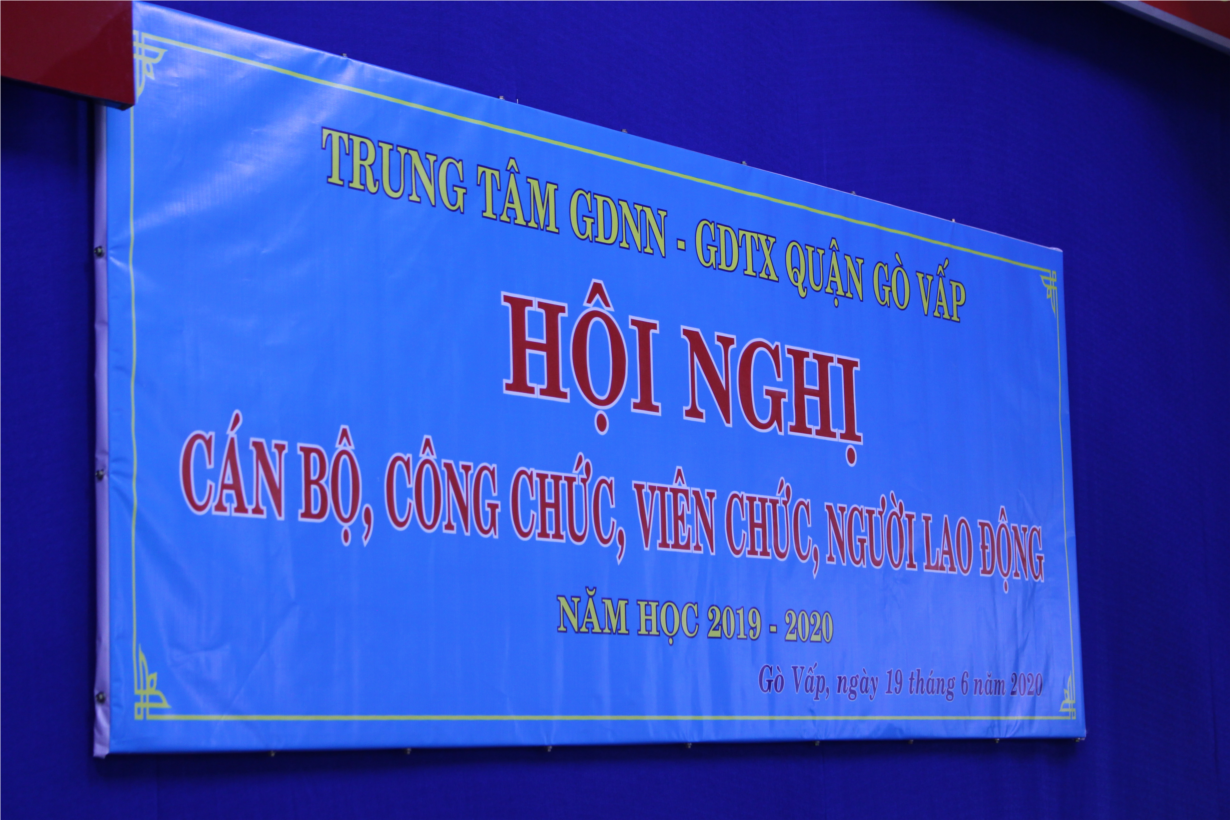 TRUNG TÂM GDNN - GDTX QUẬN GÒ VẤP
HỘI NGHỊ
CÁN BỘ, CÔNG CHỨC, VIÊN CHỨC, NGƯỜI LAO ĐỘNG
NĂM HỌC 2019 - 2020
Gò Vấp, ngày 19 tháng 6 năm 2020